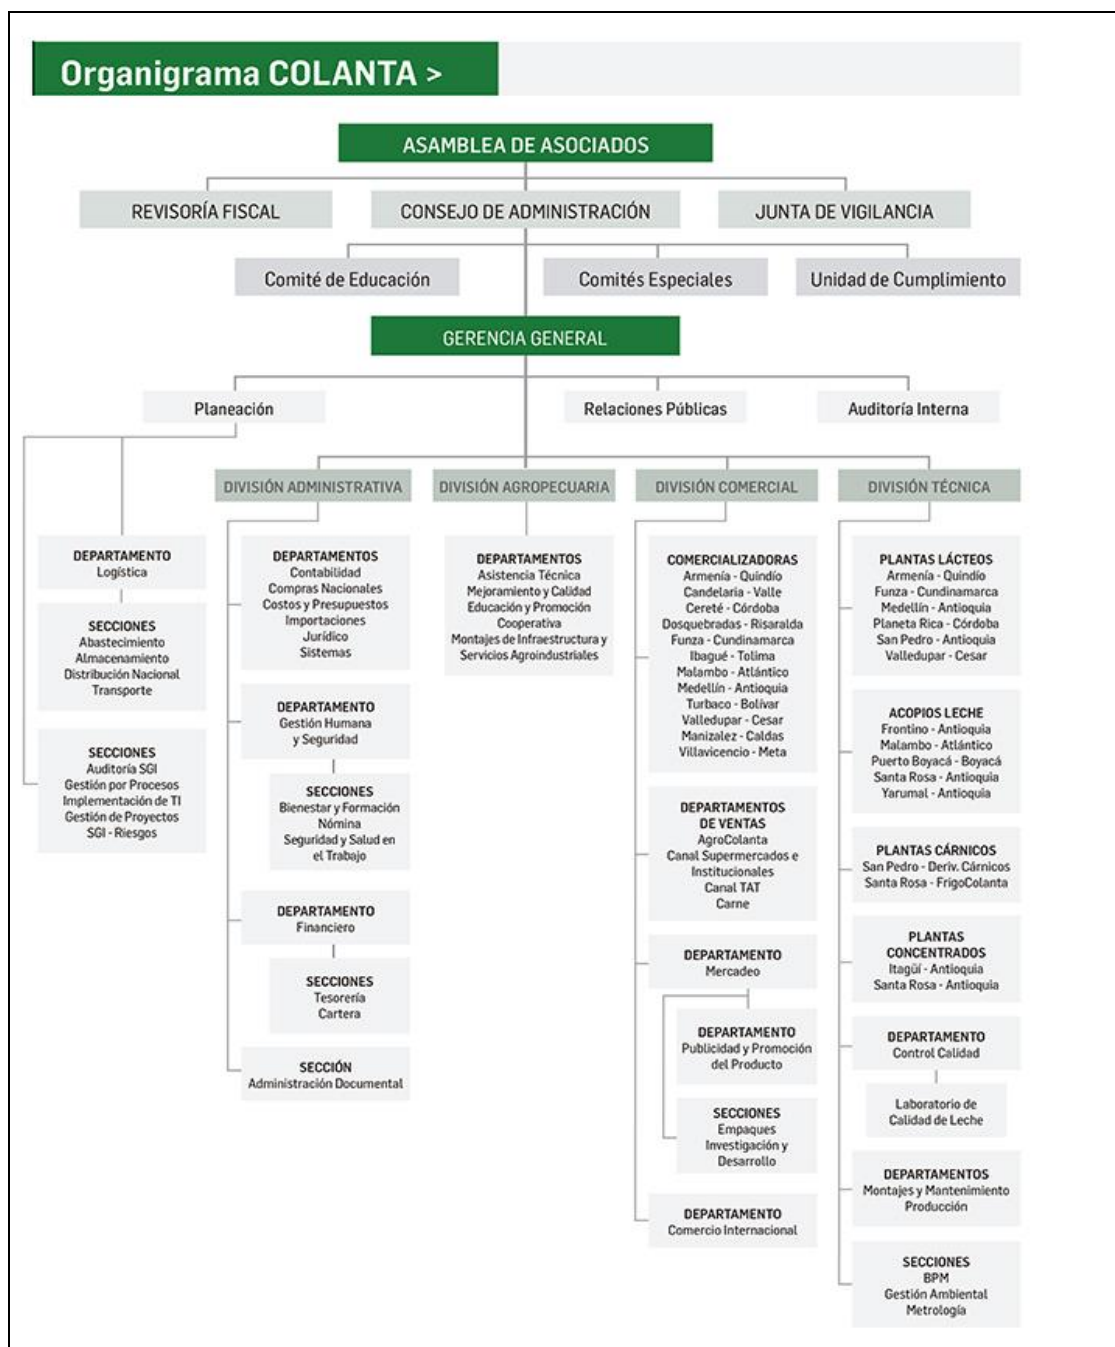 Organigrama COLANTA >
ASAMBLEA DE ASOCIADOS
REVISORÍA FISCAL
CONSEJO DE ADMINISTRACIÓN
JUNTA DE VIGILANCIA
Comité de Educación
Comités Especiales
Unidad de Cumplimiento
GERENCIA GENERAL
Planeación
Relaciones Públicas
Auditoría Interna
DEPARTAMENTO
Logística
SECCIONES
Abastecimiento
Almacenamiento
Distribución Nacional
Transporte
SECCIONES
Auditoría SGI
Gestión por Procesos
Implementación de TI
Gestión de Proyectos
SGI - Riesgos
DIVISIÓN ADMINISTRATIVA
DEPARTAMENTOS
Contabilidad
Compras Nacionales
Costos y Presupuestos
Importaciones
Jurídico
Sistemas
DEPARTAMENTO
Gestión Humana
y Seguridad
SECCIONES
Bienestar y Formación
Nómina
Seguridad y Salud en
el Trabajo
DEPARTAMENTO
Financiero
SECCIONES
Tesorería
Cartera
SECCIÓN
Administración Documental
DIVISIÓN AGROPECUARIA
DEPARTAMENTOS
Asistencia Técnica
Mejoramiento y Calidad
Educación y Promoción
Cooperativa
Montajes de Infraestructura y
Servicios Agroindustriales
DIVISIÓN COMERCIAL
COMERCIALIZADORAS
Armenía - Quindío
Candelaria - Valle
Cereté - Córdoba
Dosquebradas - Risaralda
Funza - Cundinamarca
Ibagué - Tolima
Malambo - Atlántico
Medellín - Antioquia
Turbaco - Bolívar
Valledupar - Cesar
Manizalez - Caldas
Villavicencio - Meta
DEPARTAMENTOS
DE VENTAS
AgroColanta
Canal Supermercados e
Institucionales
Canal TAT
Carne
DEPARTAMENTO
Mercadeo
DEPARTAMENTO
Publicidad y Promoción
del Producto
SECCIONES
Empaques
Investigación y
Desarrollo
DEPARTAMENTO
Comercio Internacional
DIVISIÓN TÉCNICA
PLANTAS LÁCTEOS
Armenía - Quindío
Funza - Cundinamarca
Medellín - Antioquia
Planeta Rica - Córdoba
San Pedro - Antioquia
Valledupar - Cesar
ACOPIOS LECHE
Frontino - Antioquia
Malambo - Atlántico
Puerto Boyacá - Boyacá
Santa Rosa - Antioquia
Yarumal - Antioquia
PLANTAS CÁRNICOS
San Pedro - Deriv. Cárnicos
Santa Rosa - FrigoColanta
PLANTAS
CONCENTRADOS
Itagüí - Antioquia
Santa Rosa - Antioquia
DEPARTAMENTO
Control Calidad
Laboratorio de
Calidad de Leche
DEPARTAMENTOS
Montajes y Mantenimiento
Producción
SECCIONES
BPM
Gestión Ambiental
Metrología